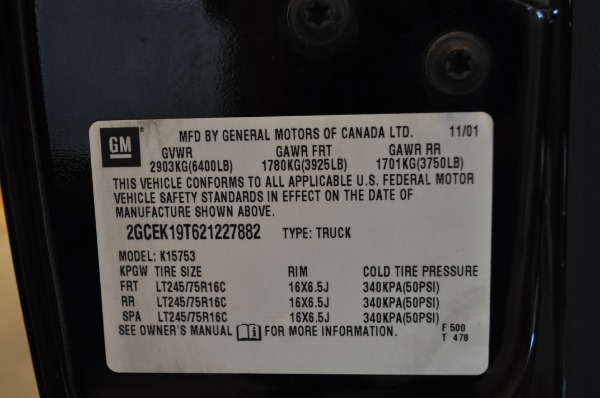 GM MFD BY GENERAL MOTORS OF CANADA LTD. 11/01
GVWR GAWR FRT GAWR RR
2903KG(6400LB) 1780KG(3925LB) 1701KG(3750LB)
THIS VEHICLE CONFORMS TO ALL APPLICABLE U.S. FEDERAL MOTOR
VEHICLE SAFETY STANDARDS IN EFFECT ON THE DATE OF
MANUFACTURE SHOWN ABOVE.
2GCEK19T621227882 TYPE: TRUCK
MODEL: K15753
KPGW TIRE SIZE RIM COLD TIRE PRESSURE
FRT LT245/75R16C 16X6.5J 340KPA(50PSI)
RR LT245/75R16C 16X6.5J 340KPA(50PSI)
SPA LT245/75R16C 16X6.5J 340KPA(50PSI)
SEE OWNER'S MANUAL FOR MORE INFORMATION. F 500
T 478